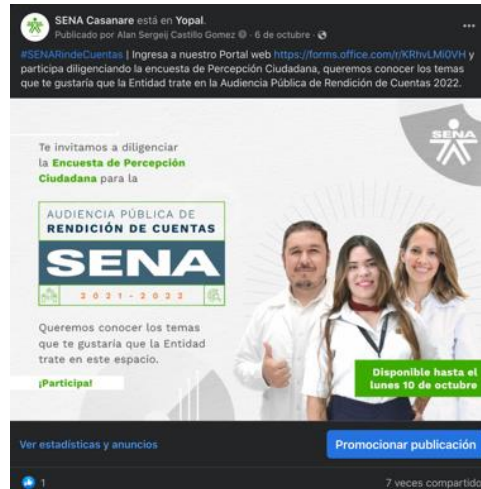 SENA Casanare está en Yopal.
Publicado por Alan Sergeij Castillo Gomez · 6 de octubre ·
#SENARindeCuentas | Ingresa a nuestro Portal web https://forms.office.com/r/KRhvLMi0VH y
participa diligenciando la encuesta de Percepción Ciudadana, queremos conocer los temas
que te gustaría que la Entidad trate en la Audiencia Pública de Rendición de Cuentas 2022.
SENA
Te invitamos a diligenciar
la Encuesta de Percepción
Ciudadana para la
AUDIENCIA PÚBLICA DE
RENDICIÓN DE CUENTAS
SENA
2021-2022
Queremos conocer los temas
que te gustaría que la Entidad
trate en este espacio.
¡Participa!
Disponible hasta el
lunes 10 de octubre
Ver estadísticas y anuncios
Promocionar publicación
1
7 veces compartido